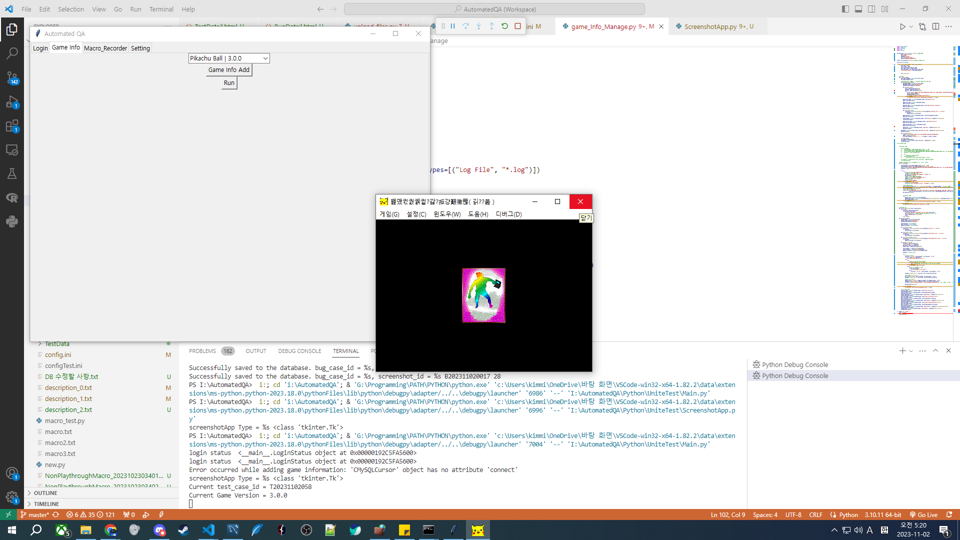 File Edit Selection View Go Run Terminal Help
AutomatedQA (Workspace)
game_Info_Manage.py 9+, M
ScreenshotApp.py 9+, U
Automated QA
Login Game Info Macro_Recorder Setting
Pikachu Ball | 3.0.0
Game Info Add
Run
ypes=[("Log File", "*.log")])
게임(G) 설정(C) 윈도우(W) 도움(H) 디버그(D)
닫기
TestData
config.ini M
configTest.ini
DB 수정할 사항.txt U
description_0.txt M
description_1.txt M
description_2.txt U
macro_test.py
macro.txt
macro2.txt
macro3.txt
new.py
OUTLINE
TIMELINE
PROBLEMS 162 OUTPUT DEBUG CONSOLE TERMINAL
Python Debug Console
Python Debug Console
Successfully saved to the database. bug_case_id = %s,
Successfully saved to the database. bug_case_id = %s, screenshot_id = %s B202311020017 28
PS I:\AutomatedQA> i:; cd 'i:\AutomatedQA'; & 'G:\Programming\PATH\PYTHON\python.exe' 'c:\Users\kimmi\OneDrive\바탕 화면\VSCode-win32-x64-1.82.2\data\exten
sions\ms-python.python-2023.18.0\pythonFiles\lib\python\debugpy\adapter/../..\debugpy\launcher' '6986' '--' 'I:\AutomatedQA\Python\UniteTest\Main.py'
PS I:\AutomatedQA> i:; cd 'i:\AutomatedQA'; & 'G:\Programming\PATH\PYTHON\python.exe' 'c:\Users\kimmi\OneDrive\바탕 화면\VSCode-win32-x64-1.82.2\data\exten
sions\ms-python.python-2023.18.0\pythonFiles\lib\python\debugpy\adapter/../..\debugpy\launcher' '6996' '--' 'I:\AutomatedQA\Python\UniteTest\ScreenshotApp.p
y'
screenshotApp Type = %s <class 'tkinter.Tk'>
PS I:\AutomatedQA> i:; cd 'i:\AutomatedQA'; & 'G:\Programming\PATH\PYTHON\python.exe' 'c:\Users\kimmi\OneDrive\바탕 화면\VSCode-win32-x64-1.82.2\data\exten
sions\ms-python.python-2023.18.0\pythonFiles\lib\python\debugpy\adapter/../..\debugpy\launcher' '7004' '--' 'I:\AutomatedQA\Python\UniteTest\Main.py'
login status <__main__.LoginStatus object at 0x00000192C5FA5600>
login status <__main__.LoginStatus object at 0x00000192C5FA5600>
Error occurred while adding game information: 'CMySQLCursor' object has no attribute 'connect'
screenshotApp Type = %s <class 'tkinter.Tk'>
Current test_case_id = T20231102058
Current Game Version = 3.0.0
master* 6 35 121 0
Ln 102, Col 9 Spaces: 4 UTF-8 CRLF Python 3.10.11 64-bit Go Live
오전 5:20
2023-11-02